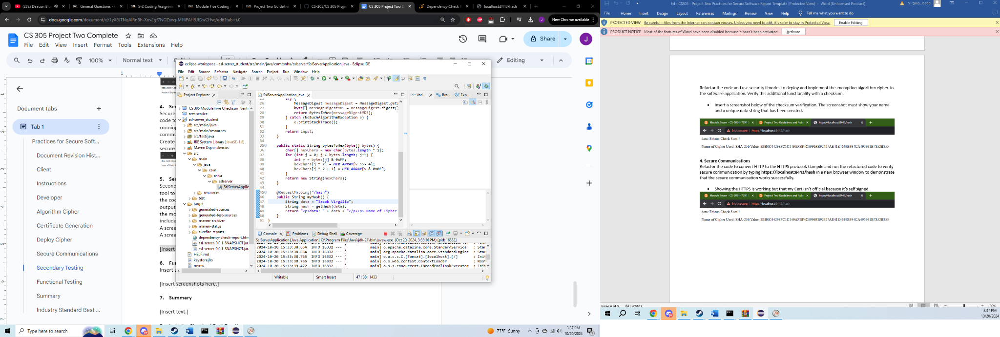 (282) Deacon Blu
General Questions - C
5-2 Coding Assignme
Module Five Coding A
Project Two Guideline
CS-305/CS 305 Projec
CS 305 Project Two C
Dependency-Check R
localhost:8443/hash
docs.google.com/document/d/1yX8JTNqAIRnBh-Xov2gf7NOZsnq-MHiPAH9JJDwCHvc/edit?tab=t.0
New Chrome available
CS 305 Project Two Complete
File Edit View Insert Format Tools Extensions Help
Share
J
100% Normal text
Editing
Document tabs
Tab 1
Practices for Secure Soft...
Document Revision Hist...
Client
Instructions
Developer
Algorithm Cipher
Certificate Generation
Deploy Cipher
Secure Communications
Secondary Testing
Functional Testing
Summary
Industry Standard Best ...
4. Sec
Secure
code to
running
commu
Create
secure
5. Sec
Second
tool to
the coc
output
the mo
include
A scree
A scree
[Insert
6. Fur
Insert a
[Insert screenshots here.]
7. Summary
[Insert text.]
eclipse-workspace - ssl-server_student/src/main/java/com/snhu/sslserver/SslServerApplication.java - Eclipse IDE
File Edit Source Refactor Navigate Search Project Run Window Help
Project Explorer
CS 305 Module Five Checksum Verifi
rest-service
ssl-server_student
src/main/java
src/main/resources
src/test/java
JRE System Library [JavaSE-1.8]
Maven Dependencies
src
main
java
com
snhu
sslserver
SslServerApplic
resources
test
target
generated-sources
generated-test-sources
maven-archiver
maven-status
surefire-reports
dependency-check-report.htm
ssl-server-0.0.1-SNAPSHOT.jar
ssl-server-0.0.1-SNAPSHOT.jar.
HELP.md
keystore.jks
mvnw
SslServerApplication.java
25 try {
26 MessageDigest messageDigest = MessageDigest.getI
27 byte[] messageDigestMD5 = messageDigest.digest(
28 return bytesToHex(messageDigestMD5);
29 } catch (NoSuchAlgorithmException e) {
30 e.printStackTrace();
31 }
32 return input;
33 }
34
35 public static String bytesToHex(byte[] bytes) {
36 char[] hexChars = new char[bytes.length * 2];
37 for (int j = 0; j < bytes.length; j++) {
38 int v = bytes[j] & 0xFF;
39 hexChars[j * 2] = HEX_ARRAY[v >>> 4];
40 hexChars[j * 2 + 1] = HEX_ARRAY[v & 0x0F];
41 }
42 return new String(hexChars);
43 }
44
45 @RequestMapping("/hash")
46 public String myHash() {
47 String data = "Jacob Virgilio";
48 String hash = getHash(data);
49 return "<p>data: " + data + "</p><p> Name of Cipher
50 }
51 }
(x)= Vari... Bre... Exp...
Console Problems Debug Shell Coverage
SslServerApplication [Java Application] C:\Program Files\Java\jdk-21\bin\javaw.exe (Oct 20, 2024, 3:33:36 PM) [pid: 16332]
2024-10-20 15:33:38.654 INFO 16332 --- [ main] o.apache.catalina.core.StandardService : Star
2024-10-20 15:33:38.654 INFO 16332 --- [ main] org.apache.catalina.core.StandardEngine : Star
2024-10-20 15:33:38.765 INFO 16332 --- [ main] o.a.c.c.C.[Tomcat].[localhost].[/] : Init
2024-10-20 15:33:38.765 INFO 16332 --- [ main] o.s.web.context.ContextLoader : Root
2024-10-20 15:33:39.472 INFO 16332 --- [ main] o.s.s.concurrent.ThreadPoolTaskExecutor : Init
Writable Smart Insert 47 : 38 : 1433
Type here to search
77°F Sunny
3:37 PM
10/20/2024
Ed - CS305 - Project Two Practices for Secure Software Report Template (Protected View) - Word (Unlicensed Product)
Virgilio, Jacob
File Home Insert Design Layout References Mailings Review View Help Tell me what you want to do
PROTECTED VIEW Be careful—files from the Internet can contain viruses. Unless you need to edit, it's safer to stay in Protected View. Enable Editing
PRODUCT NOTICE Most of the features of Word have been disabled because it hasn't been activated. Activate
Refactor the code and use security libraries to deploy and implement the encryption algorithm cipher to
the software application. Verify this additional functionality with a checksum.
• Insert a screenshot below of the checksum verification. The screenshot must show your name
and a unique data string that has been created.
Module Seven - CS-305-H7291 S
Project Two Guidelines and Rubri
https://localhost:8443/hash
Not secure | https://localhost:8443/hash
data: Ethans Check Sum!!
Name of Cipher Used: SHA-256 Value: E3B0C44298FC1C149AFBF4C8996FB92427AE41E4649B934CA495991B7852B855
4. Secure Communications
Refactor the code to convert HTTP to the HTTPS protocol. Compile and run the refactored code to verify
secure communication by typing https://localhost:8443/hash in a new browser window to demonstrate
that the secure communication works successfully.
• Showing the HTTPS is working but that my Cert isn't official because it's self signed.
Module Seven - CS-305-H7291 S
Project Two Guidelines and Rubri
https://localhost:8443/hash
Not secure | https://localhost:8443/hash
data: Ethans Check Sum!!
Name of Cipher Used: SHA-256 Value: E3B0C44298FC1C149AFBF4C8996FB92427AE41E4649B934CA495991B7852B855
Page 4 of 9 841 words
100%
3:37 PM
10/20/2024